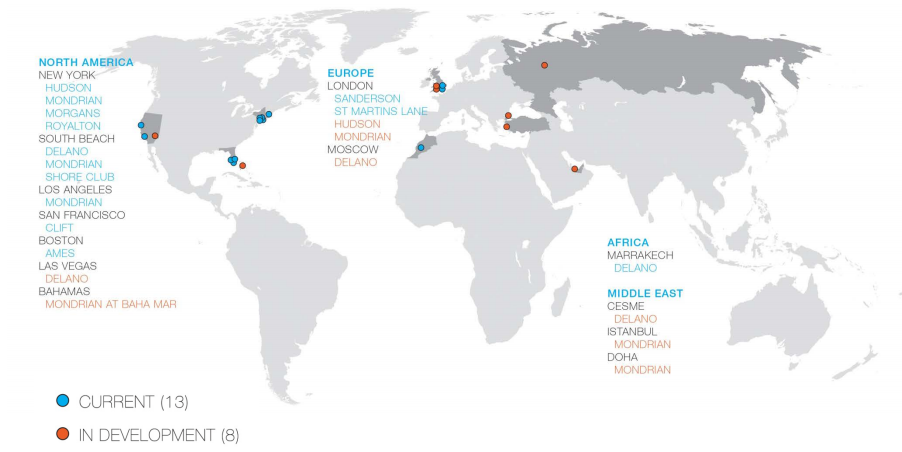 NORTH AMERICA
NEW YORK
HUDSON
MONDRIAN
MORGANS
ROYALTON
SOUTH BEACH
DELANO
MONDRIAN
SHORE CLUB
LOS ANGELES
MONDRIAN
SAN FRANCISCO
CLIFT
BOSTON
AMES
LAS VEGAS
DELANO
BAHAMAS
MONDRIAN AT BAHA MAR
EUROPE
LONDON
SANDERSON
ST MARTINS LANE
HUDSON
MONDRIAN
MOSCOW
DELANO
AFRICA
MARRAKECH
DELANO
MIDDLE EAST
CESME
DELANO
ISTANBUL
MONDRIAN
DOHA
MONDRIAN
CURRENT (13)
IN DEVELOPMENT (8)